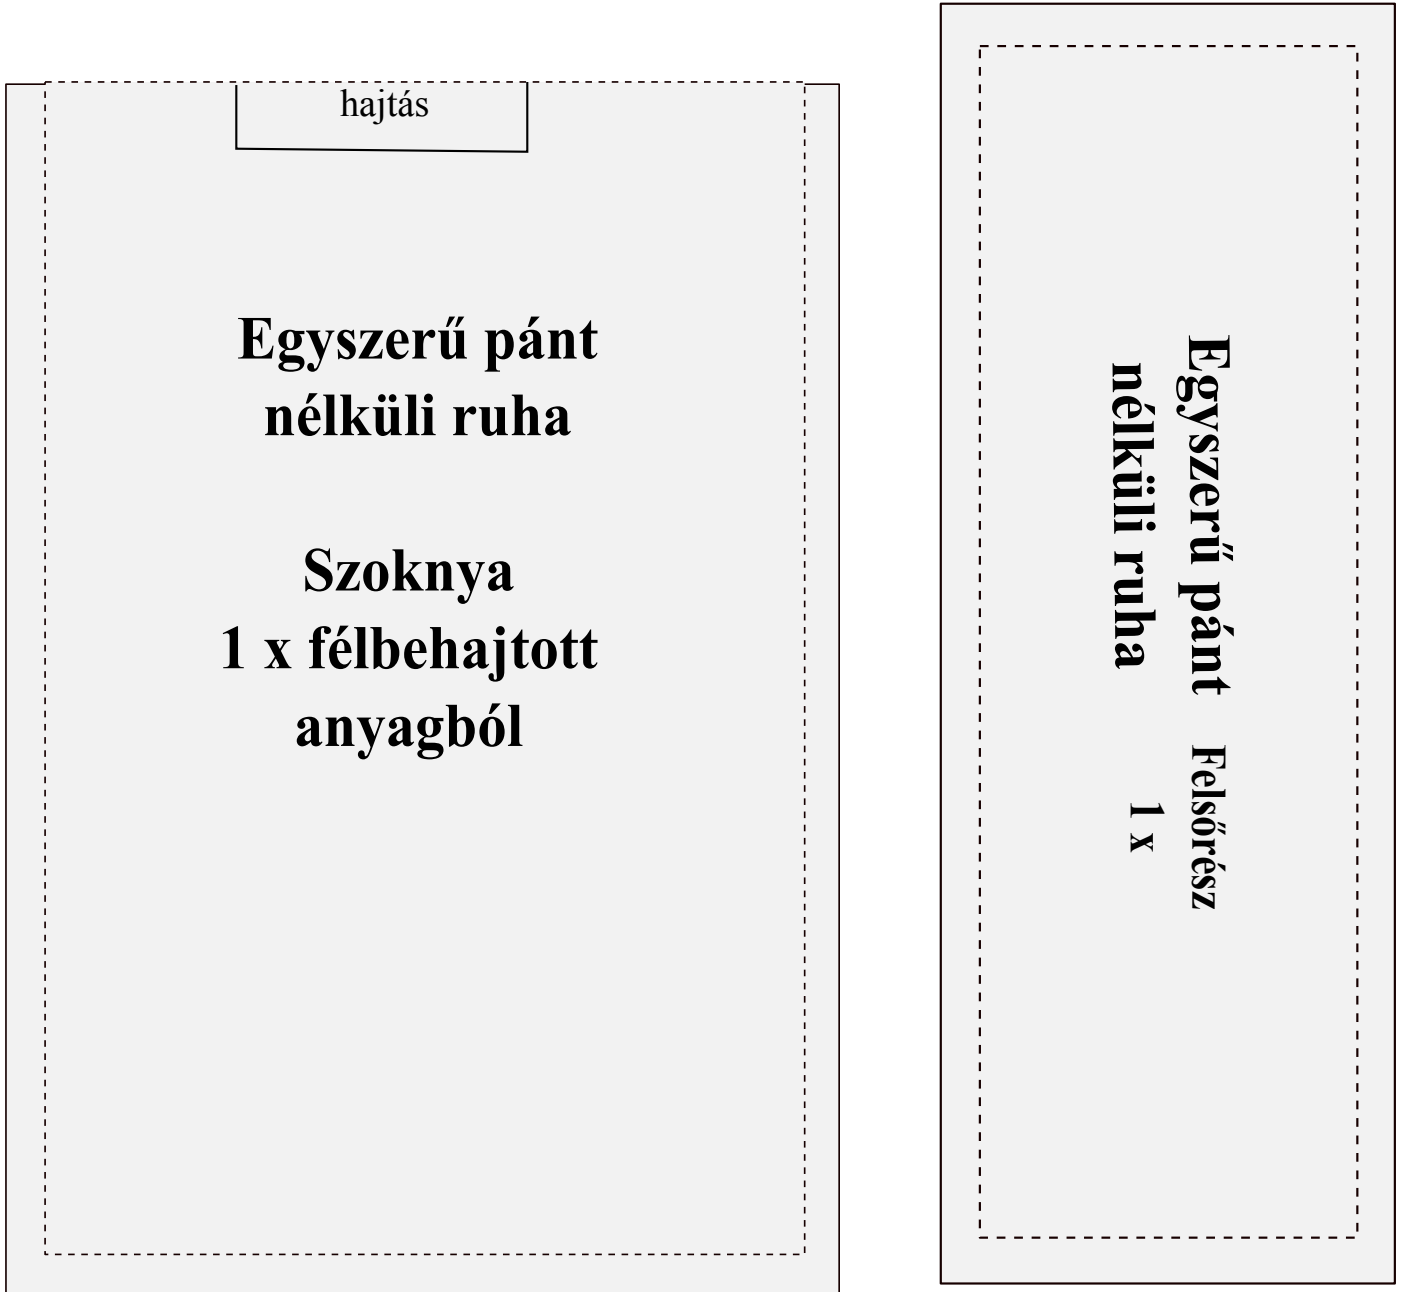 hajtás
Egyszerű pánt
nélküli ruha
Szoknya
1 x félbehajtott
anyagból
Egyszerű pánt
nélküli ruha
Felsőrész
1 x